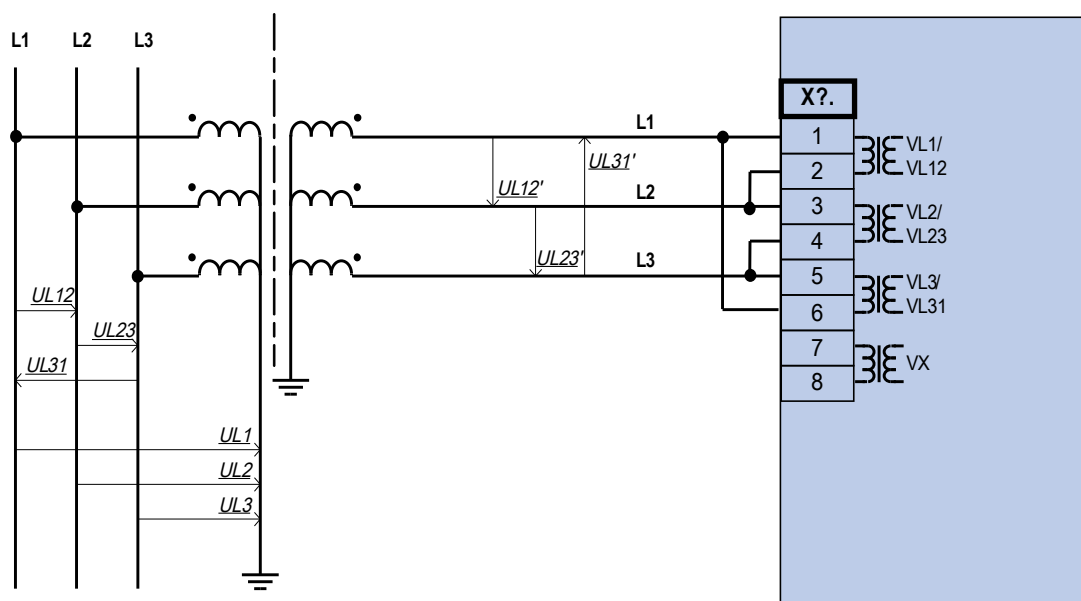 L1 L2 L3
X?.
1
2
3
4
5
6
7
8
VL1/
VL12
VL2/
VL23
VL3/
VL31
VX
L1
L2
L3
UL31'
UL12'
UL23'
UL12
UL23
UL31
UL1
UL2
UL3